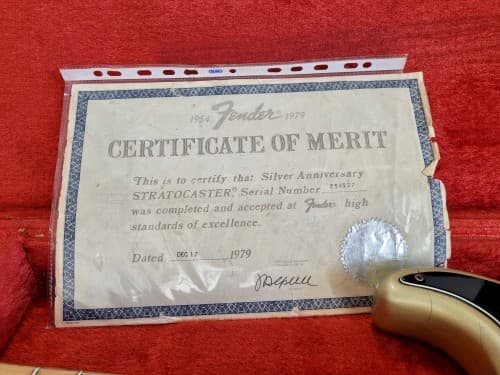 1954 Fender 1979
CERTIFICATE OF MERIT
This is to certify that Silver Anniversary
STRATOCASTER,® Serial Number
was completed and accepted at Fender high
standards of excellence.
Dated DEC 17 1979